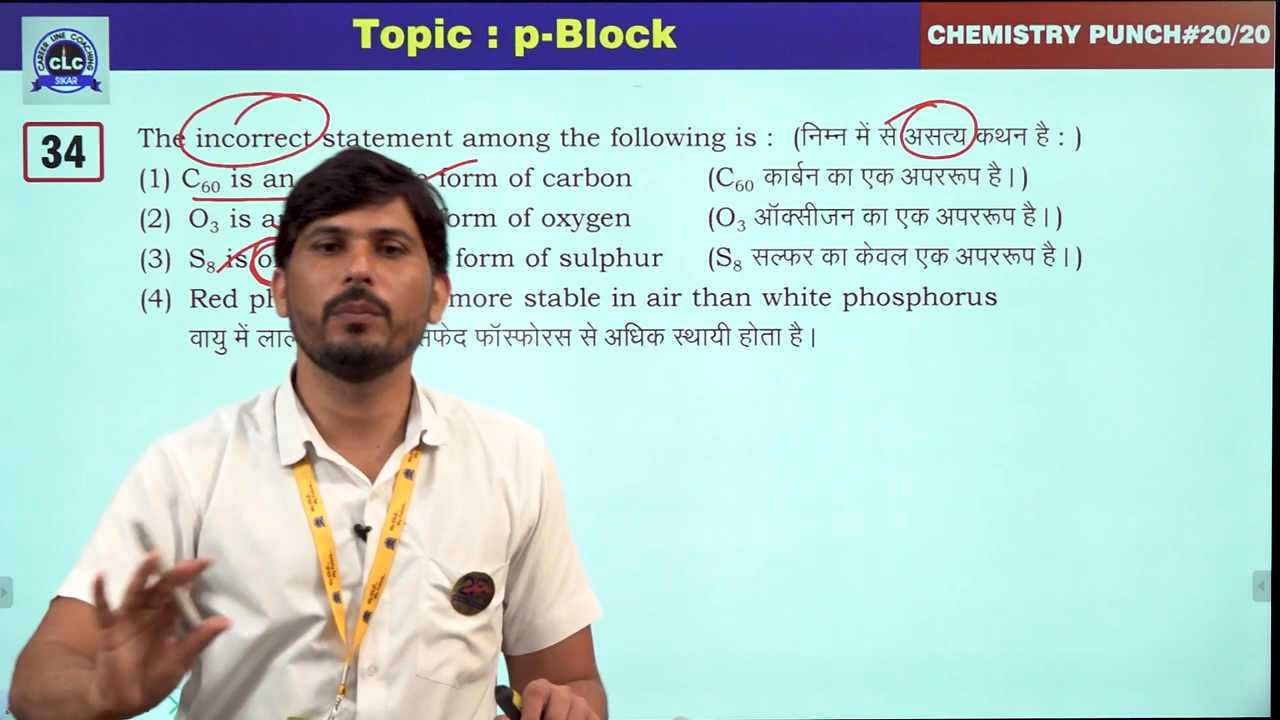 Topic : p-Block
CHEMISTRY PUNCH#20/20
CAREER LINE COACHING
CLC
SIKAR
34
The incorrect statement among the following is : (निम्न में से असत्य कथन है : )
(1) C₆₀ is an form of carbon (C₆₀ कार्बन का एक अपररूप है।)
(2) O₃ is form of oxygen (O₃ ऑक्सीजन का एक अपररूप है।)
(3) S₈ is form of sulphur (S₈ सल्फर का केवल एक अपररूप है।)
(4) Red more stable in air than white phosphorus
वायु में सफेद फॉस्फोरस से अधिक स्थायी होता है।